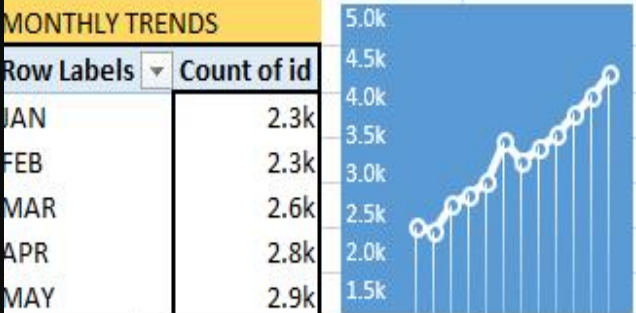 MONTHLY TRENDS
Row Labels Count of id
JAN 2.3k
FEB 2.3k
MAR 2.6k
APR 2.8k
MAY 2.9k
5.0k
4.5k
4.0k
3.5k
3.0k
2.5k
2.0k
1.5k